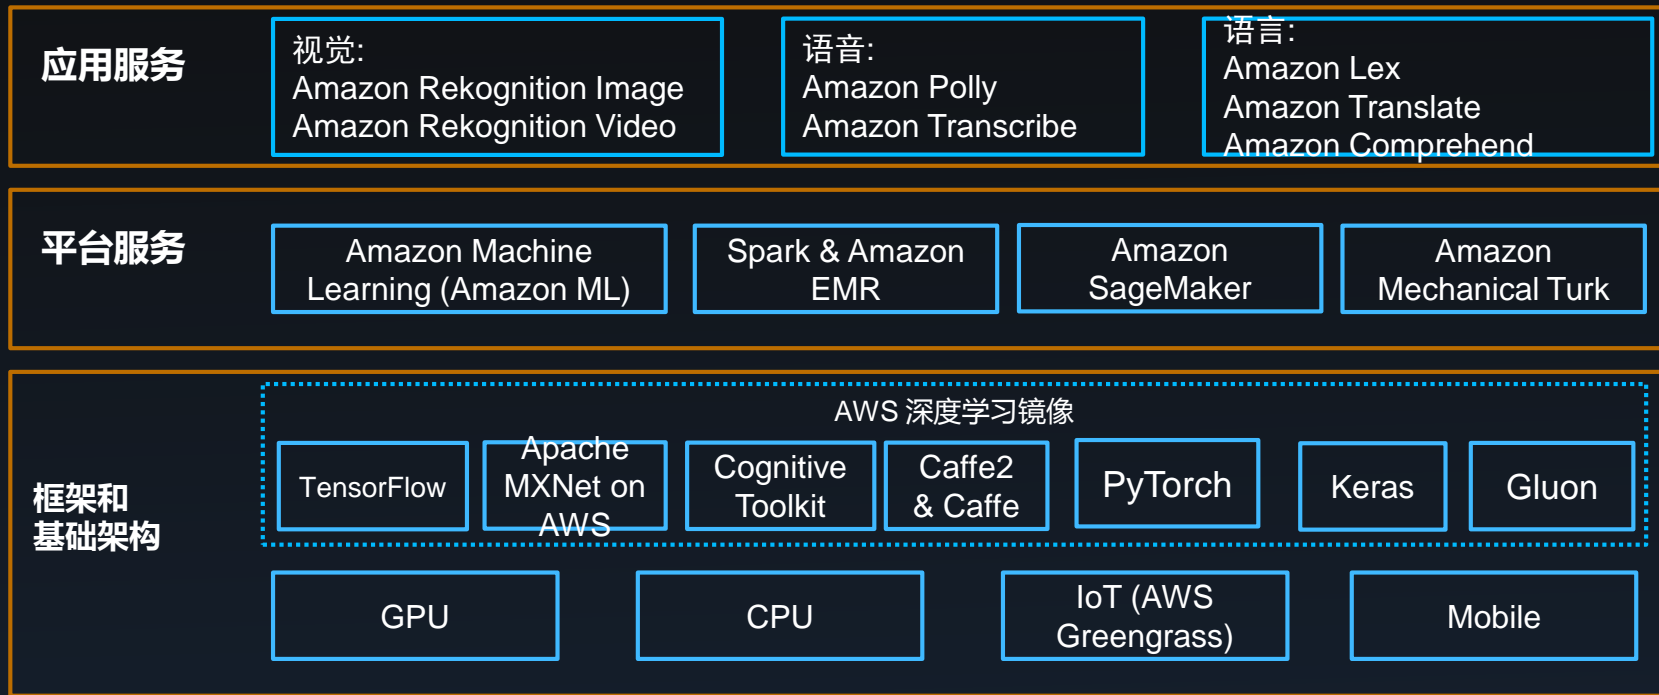 应用服务
视觉:
Amazon Rekognition Image
Amazon Rekognition Video
语音:
Amazon Polly
Amazon Transcribe
语言:
Amazon Lex
Amazon Translate
Amazon Comprehend
平台服务
Amazon Machine
Learning (Amazon ML)
Spark & Amazon
EMR
Amazon
SageMaker
Amazon
Mechanical Turk
框架和
基础架构
AWS 深度学习镜像
TensorFlow
Apache
MXNet on
AWS
Cognitive
Toolkit
Caffe2
& Caffe
PyTorch
Keras
Gluon
GPU
CPU
IoT (AWS
Greengrass)
Mobile